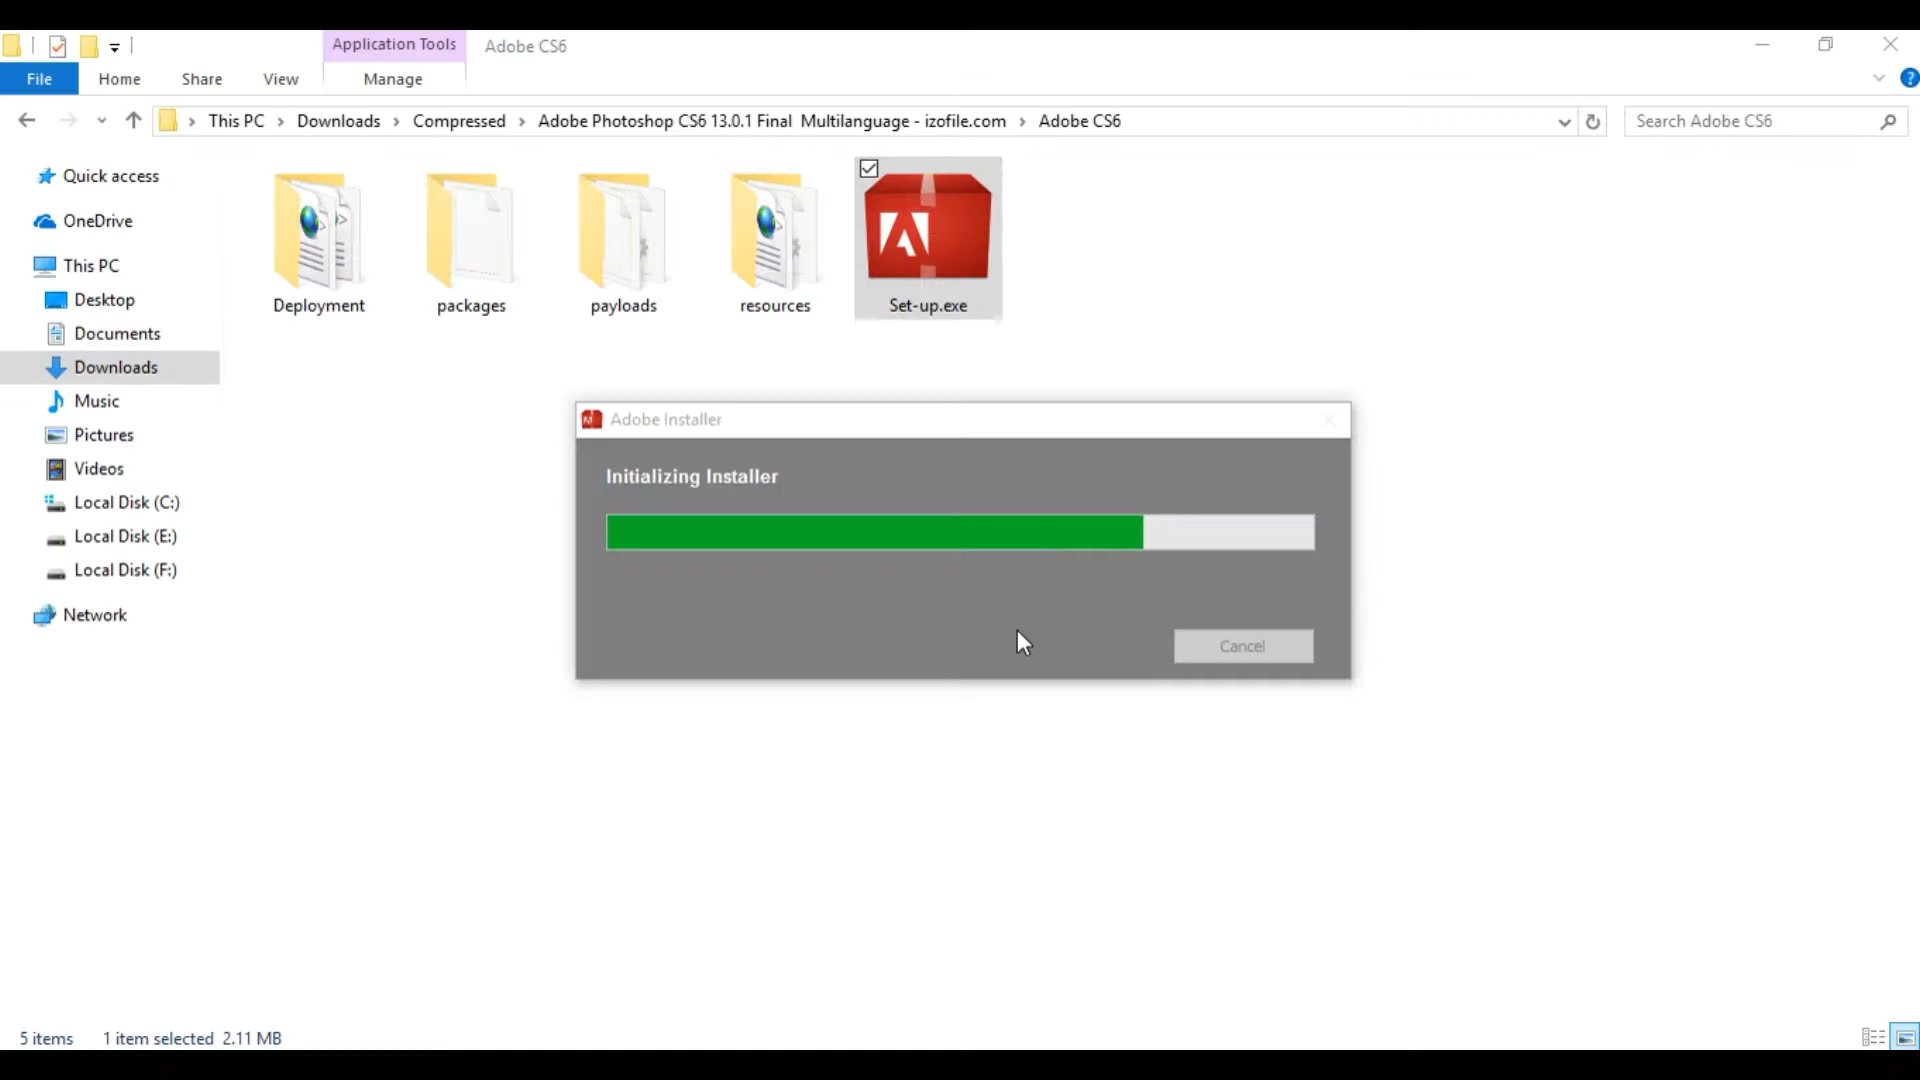 Application Tools
Adobe CS6
File
Home
Share
View
Manage
This PC
Downloads
Compressed
Adobe Photoshop CS6 13.0.1 Final  Multilanguage - izofile.com
Adobe CS6
Search Adobe CS6
Quick access
OneDrive
This PC
Desktop
Documents
Downloads
Music
Pictures
Videos
Local Disk (C:)
Local Disk (E:)
Local Disk (F:)
Network
Deployment
packages
payloads
resources
Set-up.exe
Adobe Installer
Initializing Installer
Cancel
5 items
1 item selected  2.11 MB